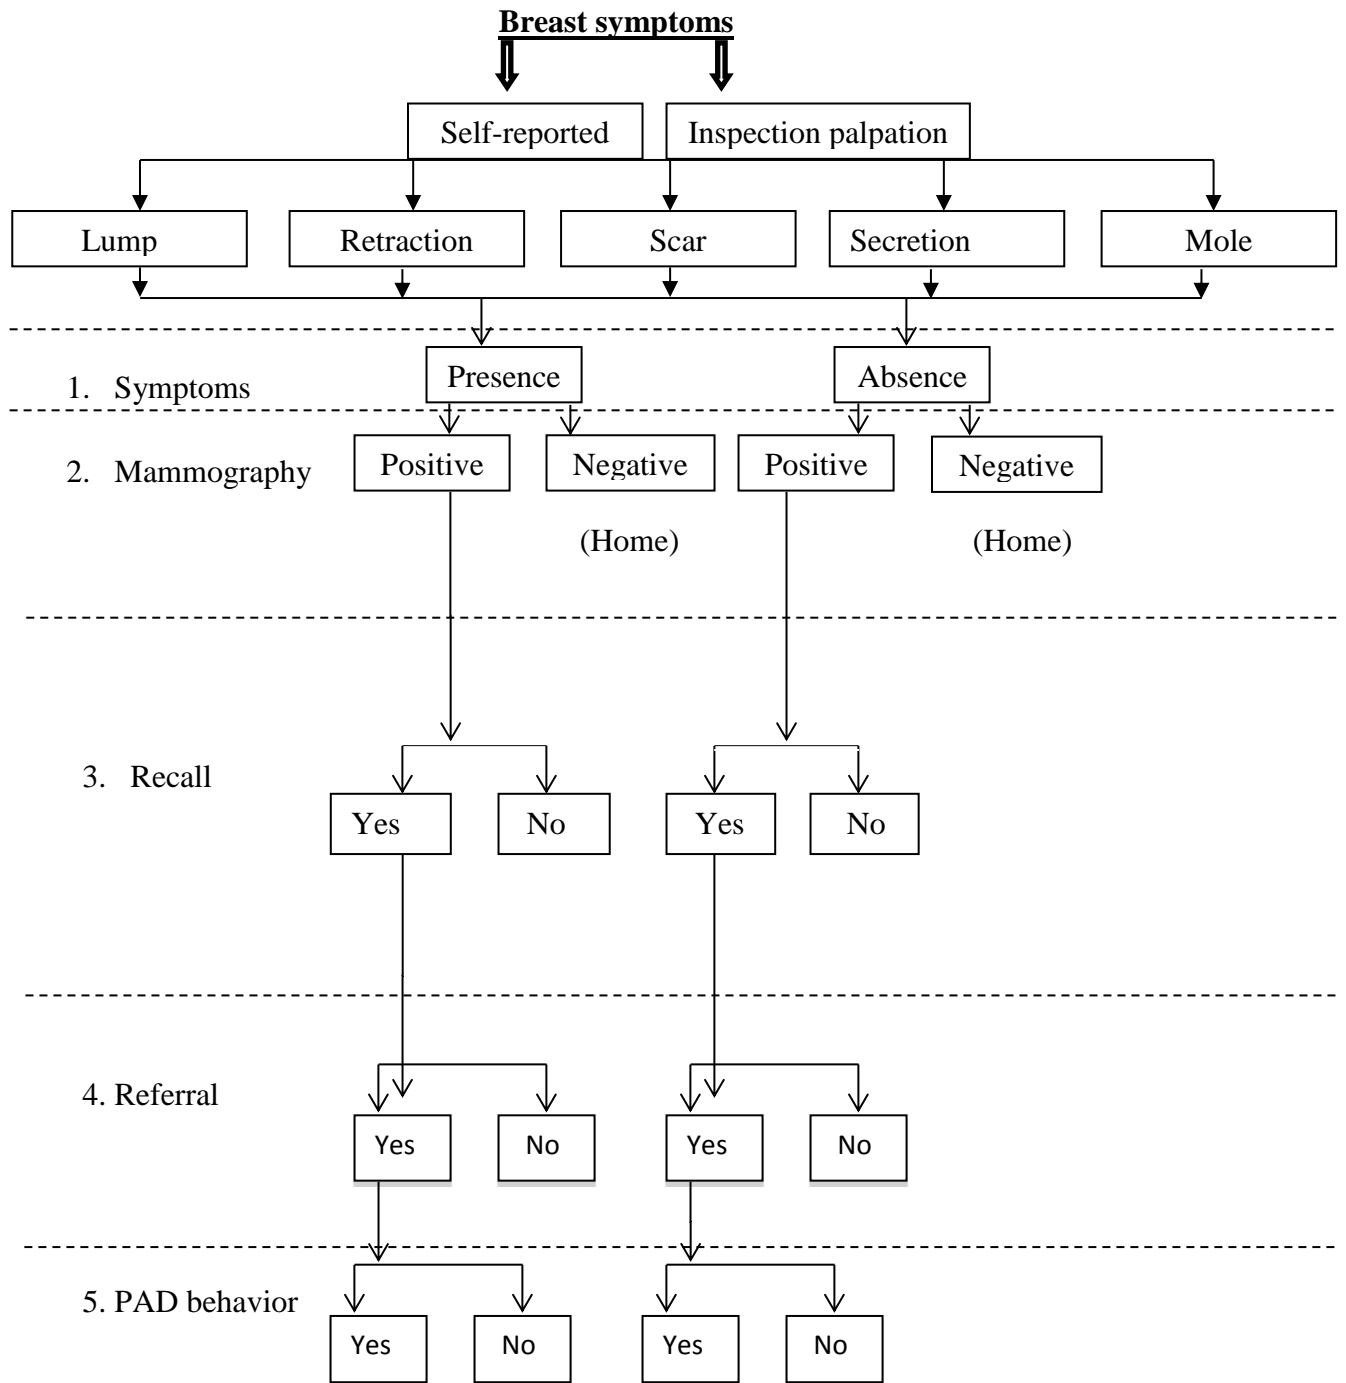 Breast symptoms
Self-reported Inspection palpation
Lump Retraction Scar Secretion Mole
1. Symptoms Presence Absence
2. Mammography Positive Negative Positive Negative
(Home) (Home)
3. Recall
Yes No Yes No
4. Referral
Yes No Yes No
5. PAD behavior
Yes No Yes No